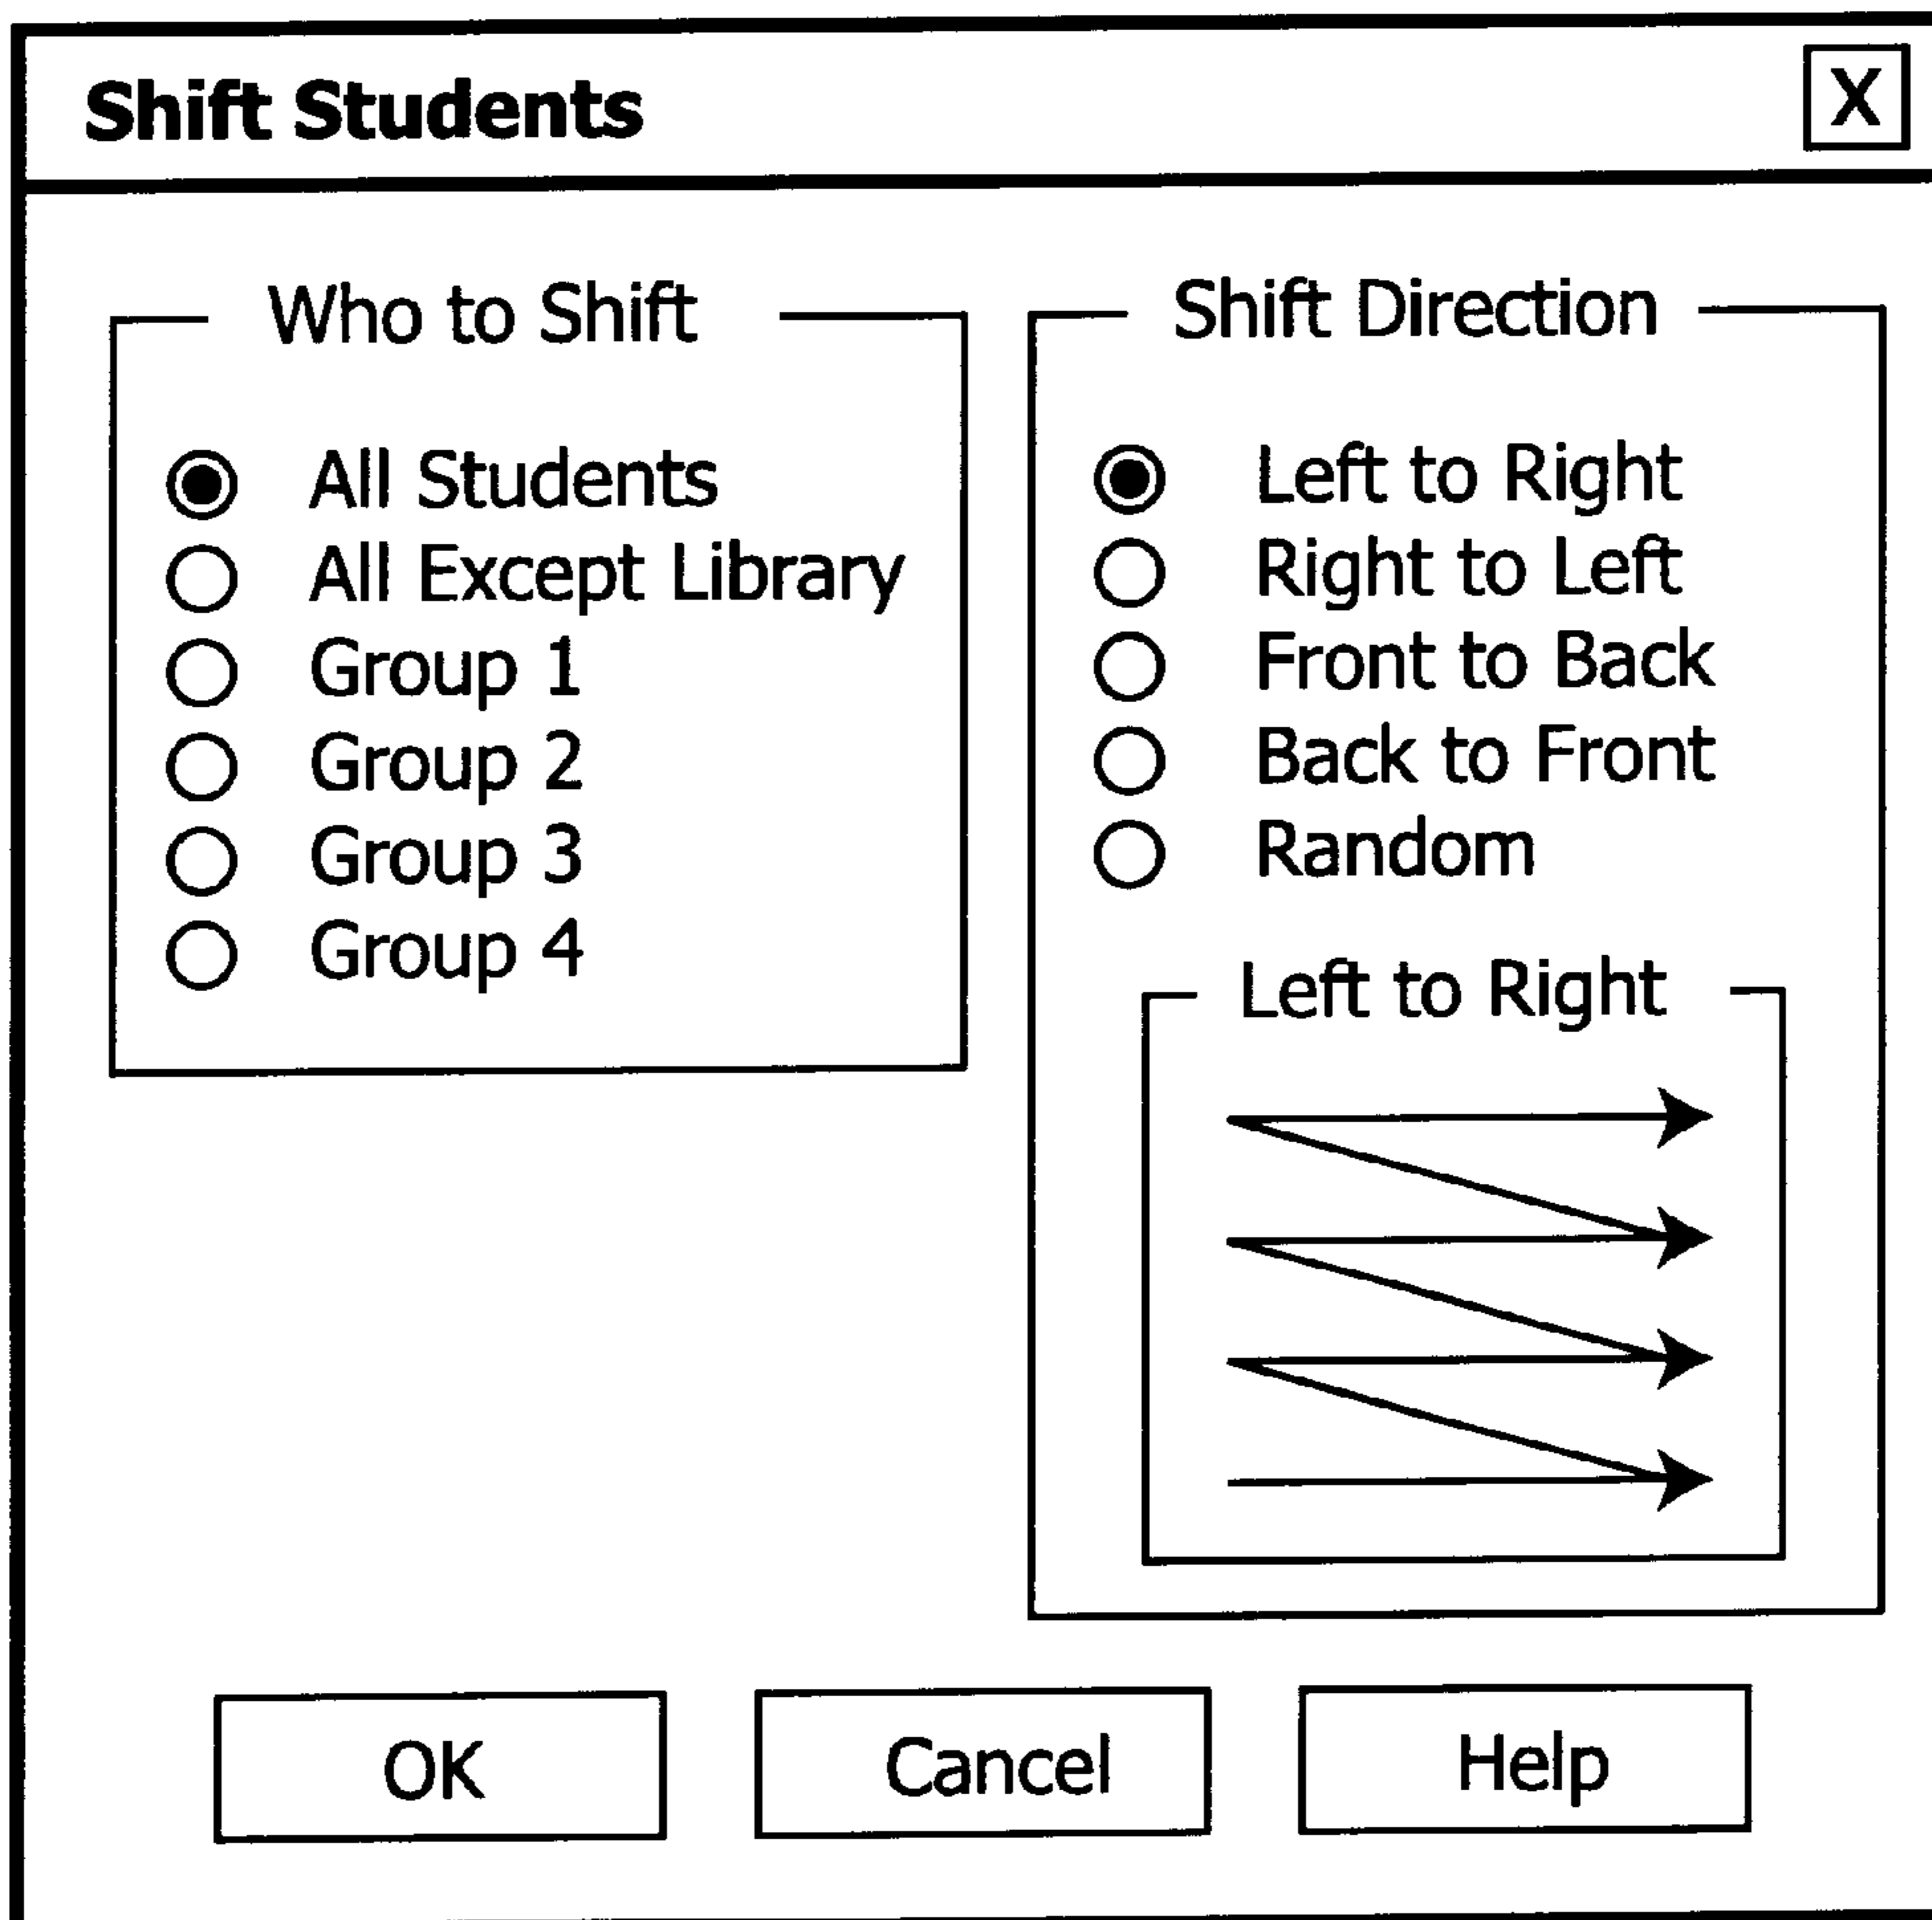 Shift Students X
Who to Shift
All Students
All Except Library
Group 1
Group 2
Group 3
Group 4
Shift Direction
Left to Right
Right to Left
Front to Back
Back to Front
Random
Left to Right
OK Cancel Help